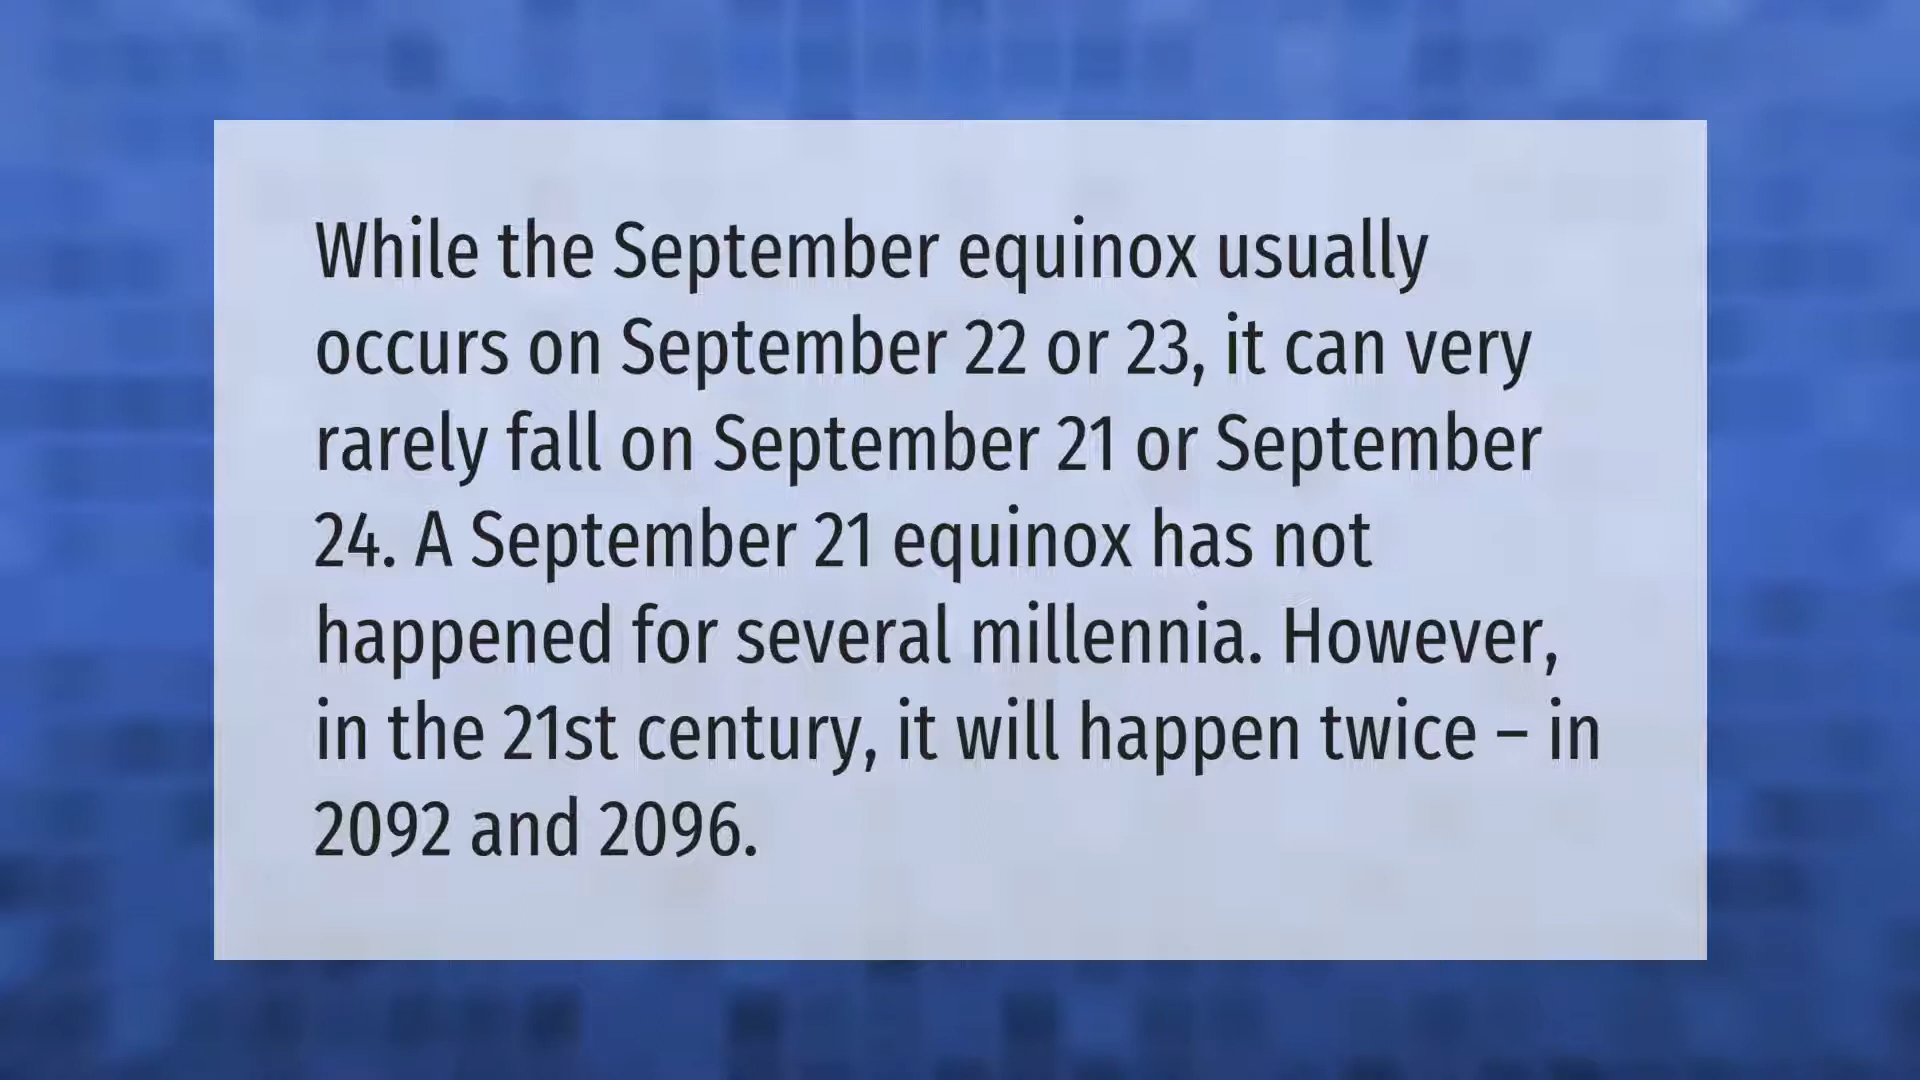 While the September equinox usually
occurs on September 22 or 23, it can very
rarely fall on September 21 or September
24. A September 21 equinox has not
happened for several millennia. However,
in the 21st century, it will happen twice – in
2092 and 2096.